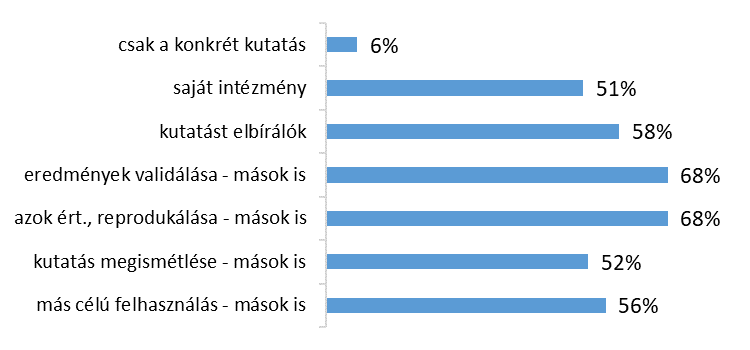 csak a konkrét kutatás 6%
saját intézmény 51%
kutatást elbírálók 58%
eredmények validálása - mások is 68%
azok ért., reprodukálása - mások is 68%
kutatás megismétlése - mások is 52%
más célú felhasználás - mások is 56%